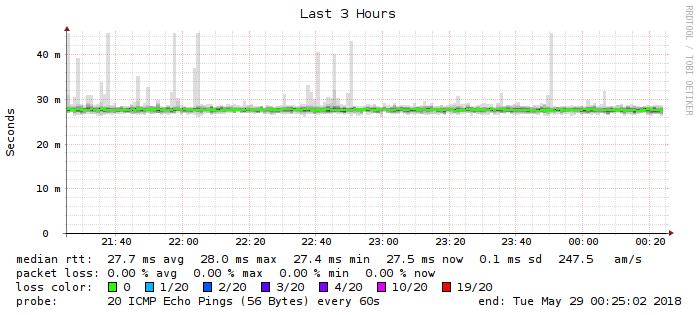 Last 3 Hours
RRDTOOL / TOBI OETIKER
Seconds
40 m
30 m
20 m
10 m
0
21:40 22:00 22:20 22:40 23:00 23:20 23:40 00:00 00:20
median rtt: 27.7 ms avg 28.0 ms max 27.4 ms min 27.5 ms now 0.1 ms sd 247.5 am/s
packet loss: 0.00 % avg 0.00 % max 0.00 % min 0.00 % now
loss color: 0 1/20 2/20 3/20 4/20 10/20 19/20
probe: 20 ICMP Echo Pings (56 Bytes) every 60s end: Tue May 29 00:25:02 2018